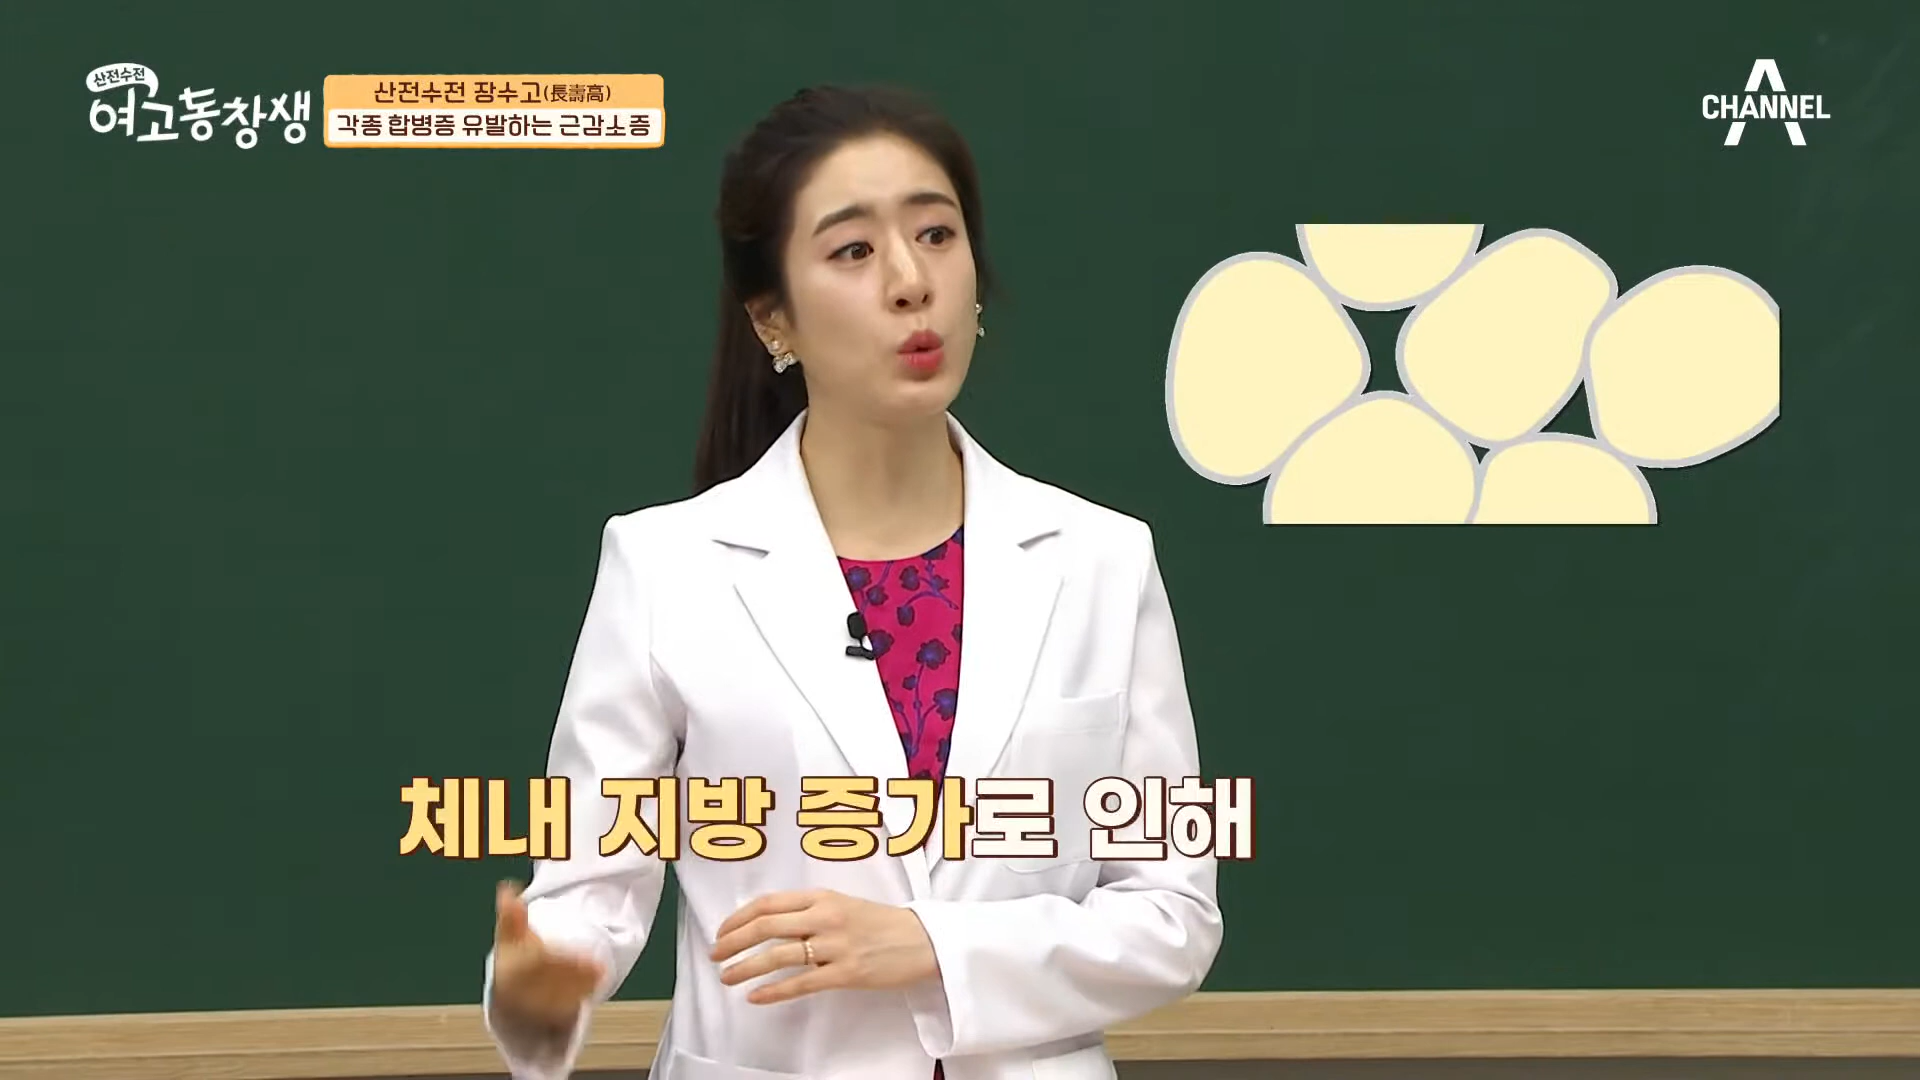 산전수전
여고동창생
산전수전 장수고(長壽高)
각종 합병증 유발하는 근감소증
CHANNEL A
체내 지방 증가로 인해